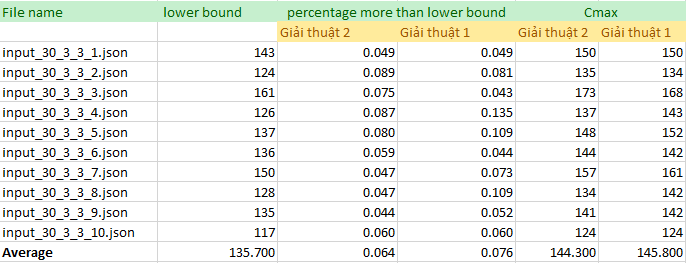 File name lower bound percentage more than lower bound Cmax
Giải thuật 2 Giải thuật 1 Giải thuật 2 Giải thuật 1
input_30_3_3_1.json 143 0.049 0.049 150 150
input_30_3_3_2.json 124 0.089 0.081 135 134
input_30_3_3_3.json 161 0.075 0.043 173 168
input_30_3_3_4.json 126 0.087 0.135 137 143
input_30_3_3_5.json 137 0.080 0.109 148 152
input_30_3_3_6.json 136 0.059 0.044 144 142
input_30_3_3_7.json 150 0.047 0.073 157 161
input_30_3_3_8.json 128 0.047 0.109 134 142
input_30_3_3_9.json 135 0.044 0.052 141 142
input_30_3_3_10.json 117 0.060 0.060 124 124
Average 135.700 0.064 0.076 144.300 145.800